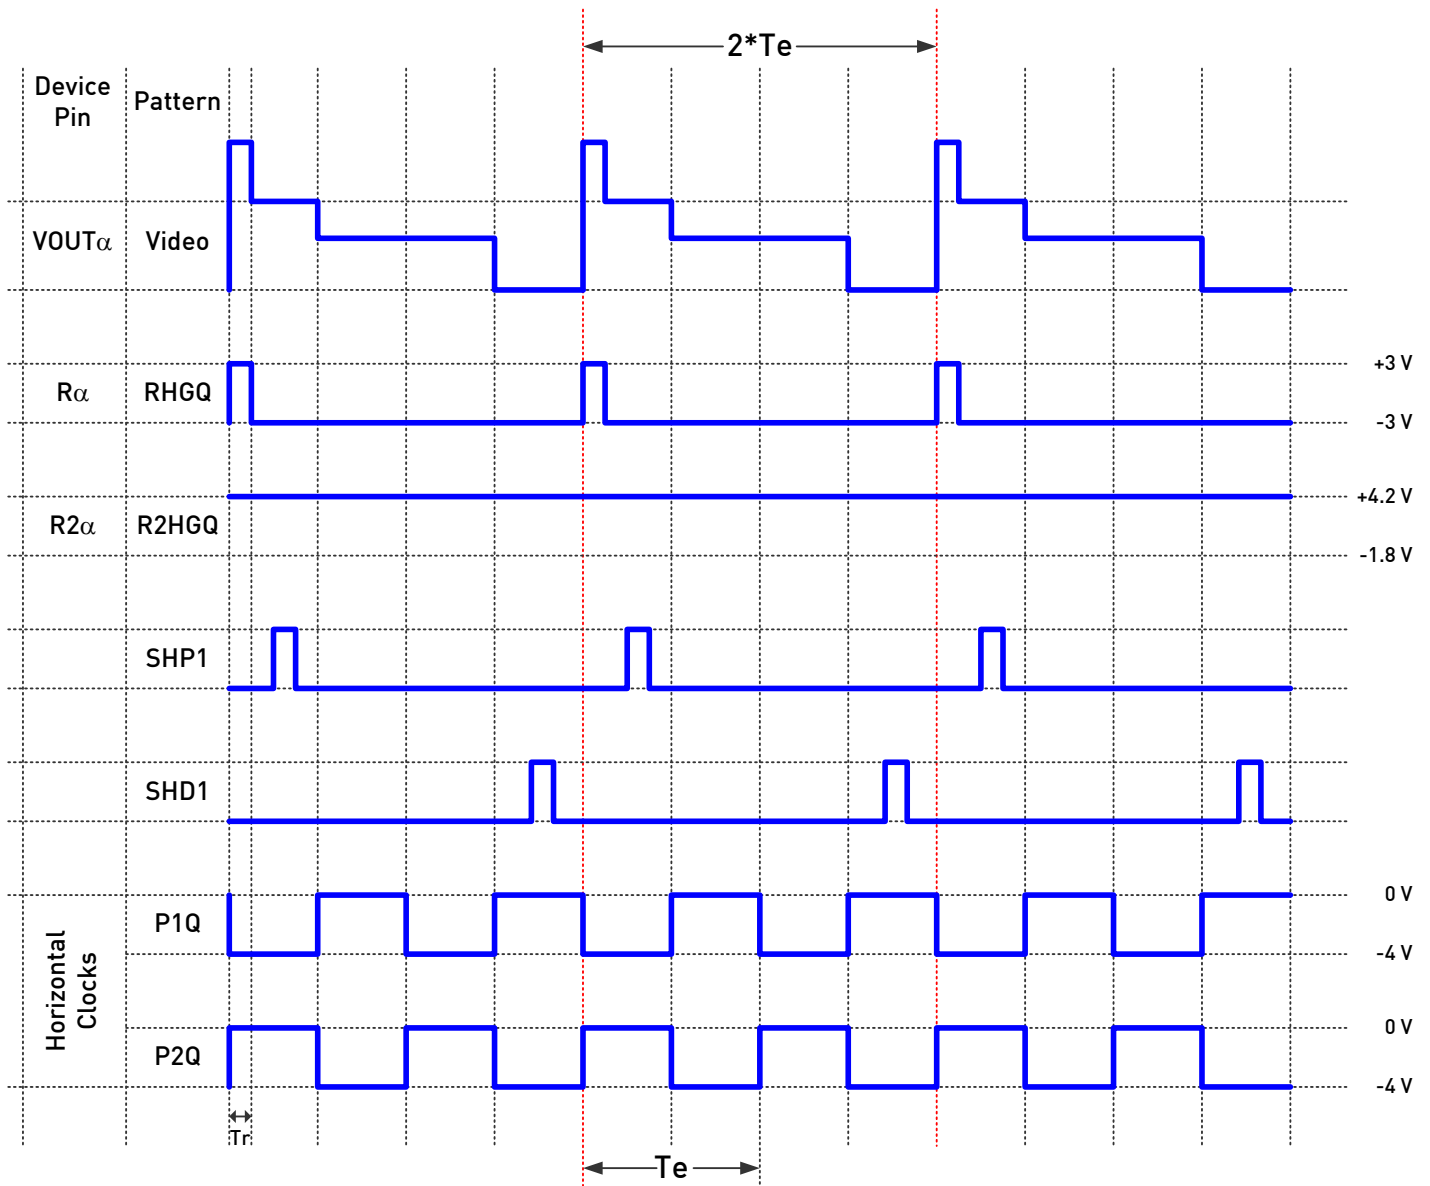 2*Te
Device
Pin
Pattern
VOUTα
Video
+3 V
Rα
RHGQ
-3 V
+4.2 V
R2α
R2HGQ
-1.8 V
SHP1
SHD1
0 V
P1Q
-4 V
Horizontal
Clocks
0 V
P2Q
-4 V
Tr
Te